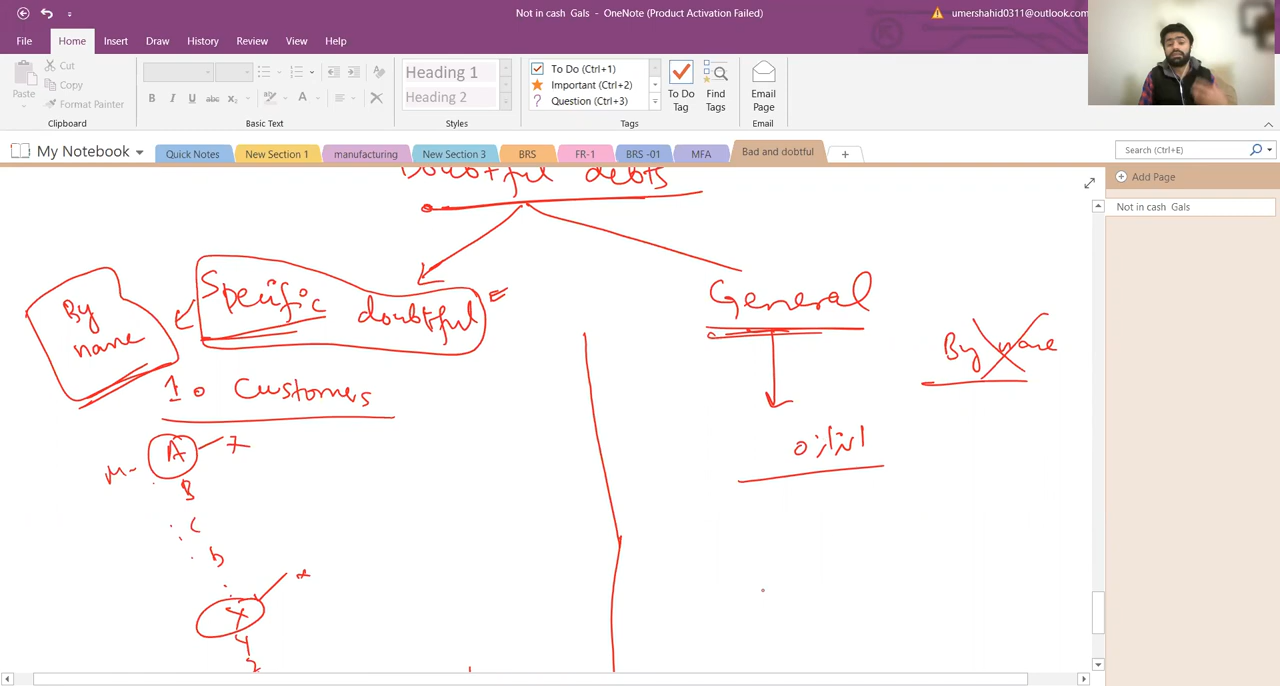 Not in cash Gals - OneNote (Product Activation Failed)
umershahid0311@outlook.com
File Home Insert Draw History Review View Help
Paste
Cut
Copy
Format Painter
Clipboard
B I U abc X₂ A
Basic Text
Heading 1
Heading 2
Styles
To Do (Ctrl+1)
Important (Ctrl+2)
Question (Ctrl+3)
To Do Tag
Find Tags
Tags
Email Page
Email
My Notebook
Quick Notes New Section 1 manufacturing New Section 3 BRS FR-1 BRS -01 MFA Bad and dobtful
Search (Ctrl+E)
Add Page
Not in cash Gals
Doubtful debts
Specific doubtful =
By name
General
By name
10 Customers
اندازہ
A
B
C
D
X
Y
Z